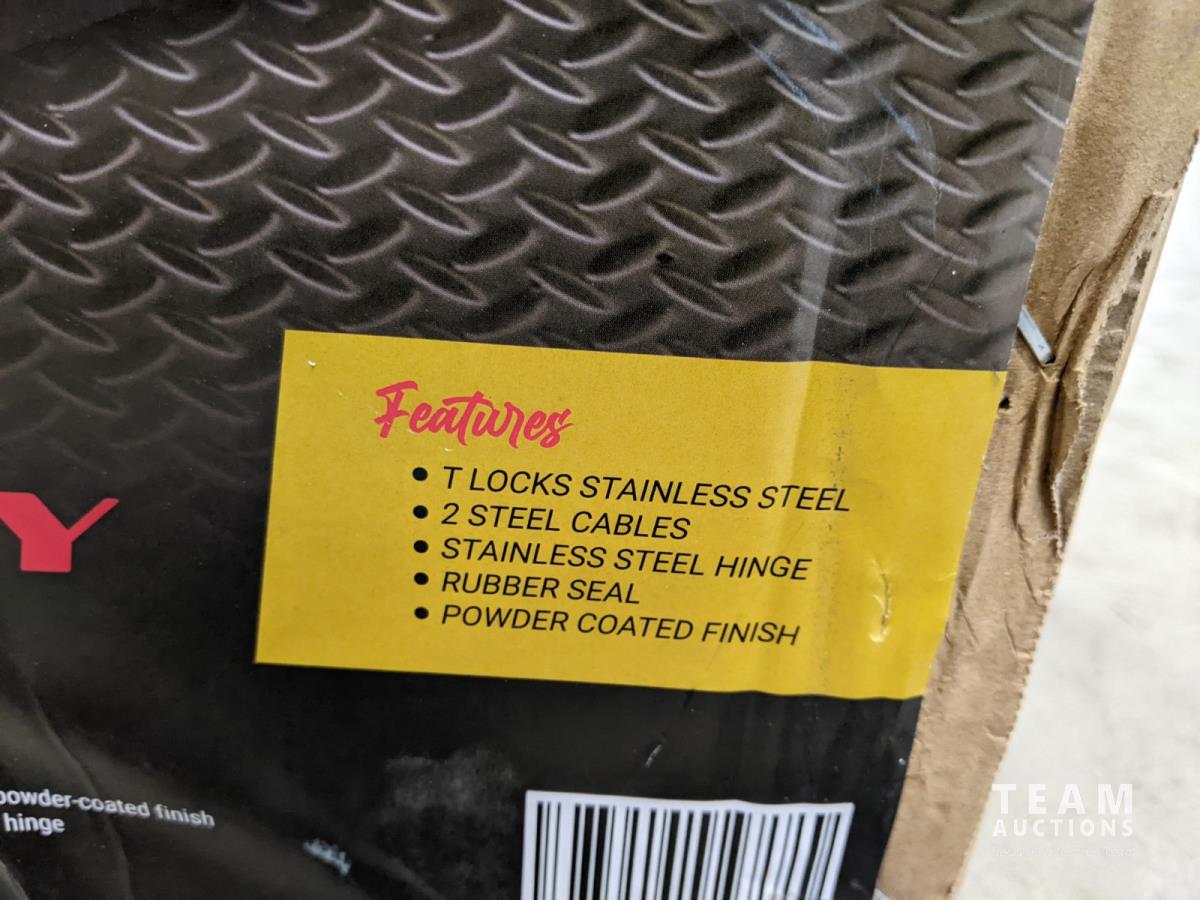 Features
• T LOCKS STAINLESS STEEL
• 2 STEEL CABLES
• STAINLESS STEEL HINGE
• RUBBER SEAL
• POWDER COATED FINISH
Y
powder-coated finish
hinge
TEAM
AUCTIONS